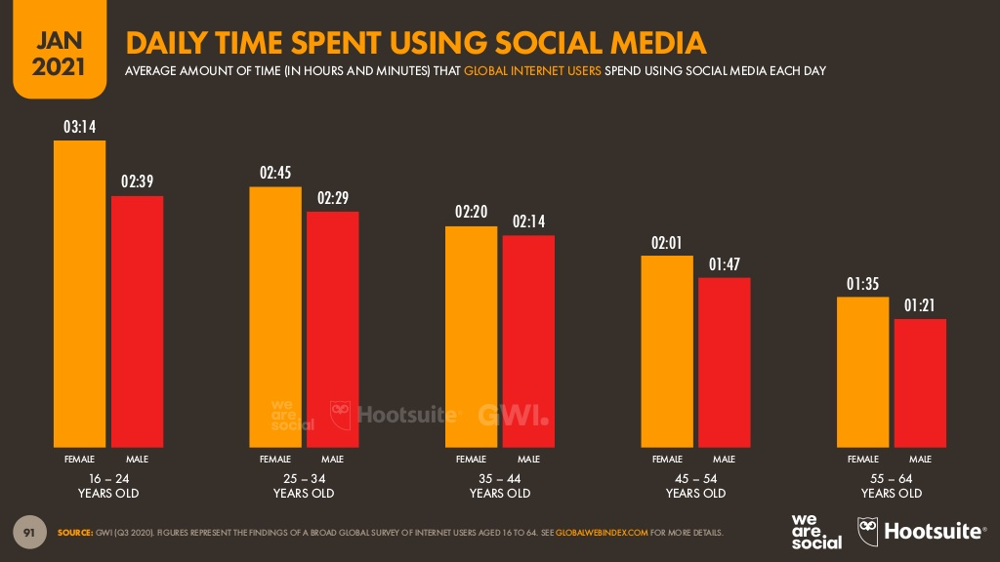 JAN
2021
DAILY TIME SPENT USING SOCIAL MEDIA
AVERAGE AMOUNT OF TIME (IN HOURS AND MINUTES) THAT GLOBAL INTERNET USERS SPEND USING SOCIAL MEDIA EACH DAY
03:14
02:39
02:45
02:29
02:20
02:14
02:01
01:47
01:35
01:21
we
are
social
Hootsuite®
GWI.
FEMALE MALE FEMALE MALE FEMALE MALE FEMALE MALE FEMALE MALE
16 – 24 25 – 34 35 – 44 45 – 54 55 – 64
YEARS OLD YEARS OLD YEARS OLD YEARS OLD YEARS OLD
91
SOURCE: GWI (Q3 2020). FIGURES REPRESENT THE FINDINGS OF A BROAD GLOBAL SURVEY OF INTERNET USERS AGED 16 TO 64. SEE GLOBALWEBINDEX.COM FOR MORE DETAILS.
we
are
social
Hootsuite®